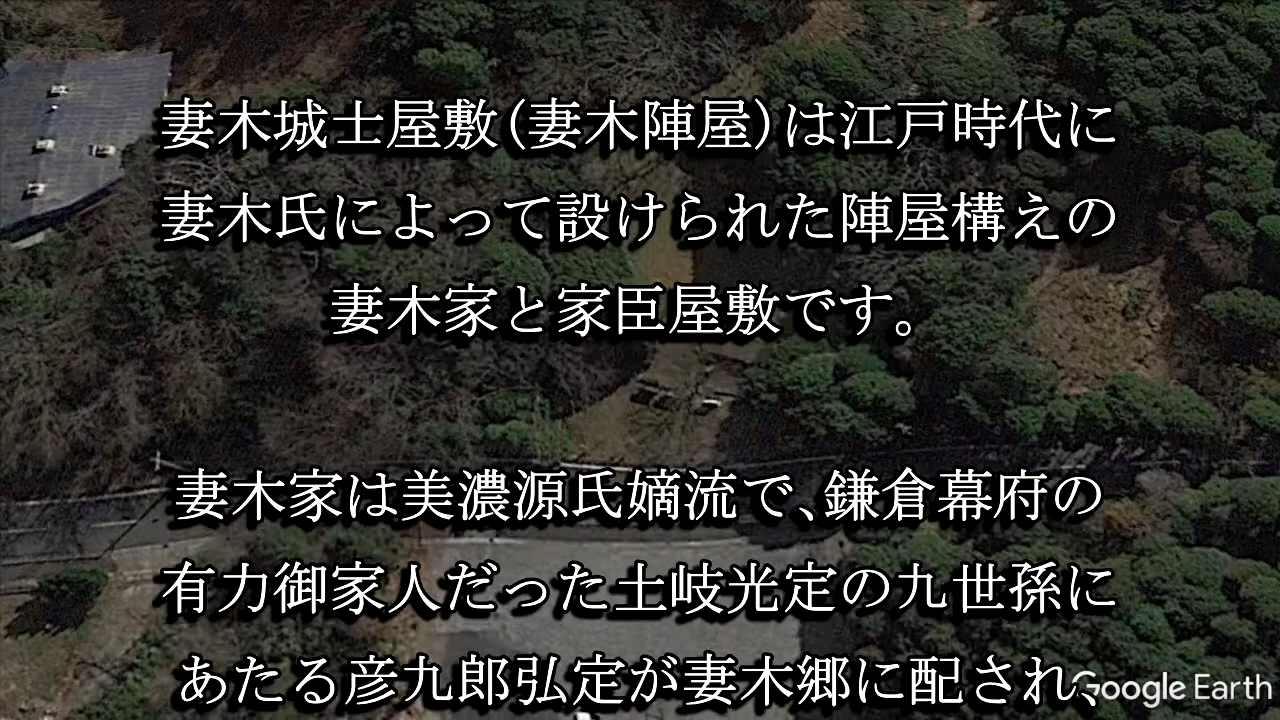 妻木城士屋敷(妻木陣屋)は江戸時代に
妻木氏によって設けられた陣屋構えの
妻木家と家臣屋敷です。
妻木家は美濃源氏嫡流で、鎌倉幕府の
有力御家人だった土岐光定の九世孫に
あたる彦九郎弘定が妻木郷に配され、
Google Earth